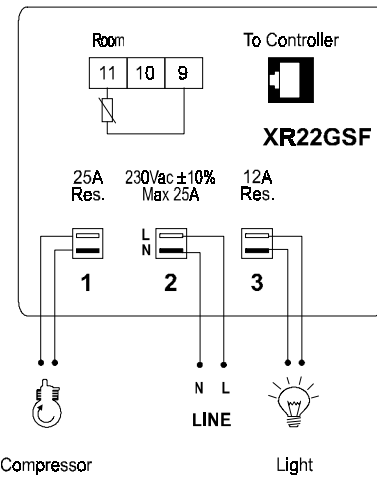 Room
To Controller
11 10 9
XR22GSF
25A
Res.
230Vac ±10%
Max 25A
12A
Res.
L
N
1
2
3
N L
LINE
Compressor
Light